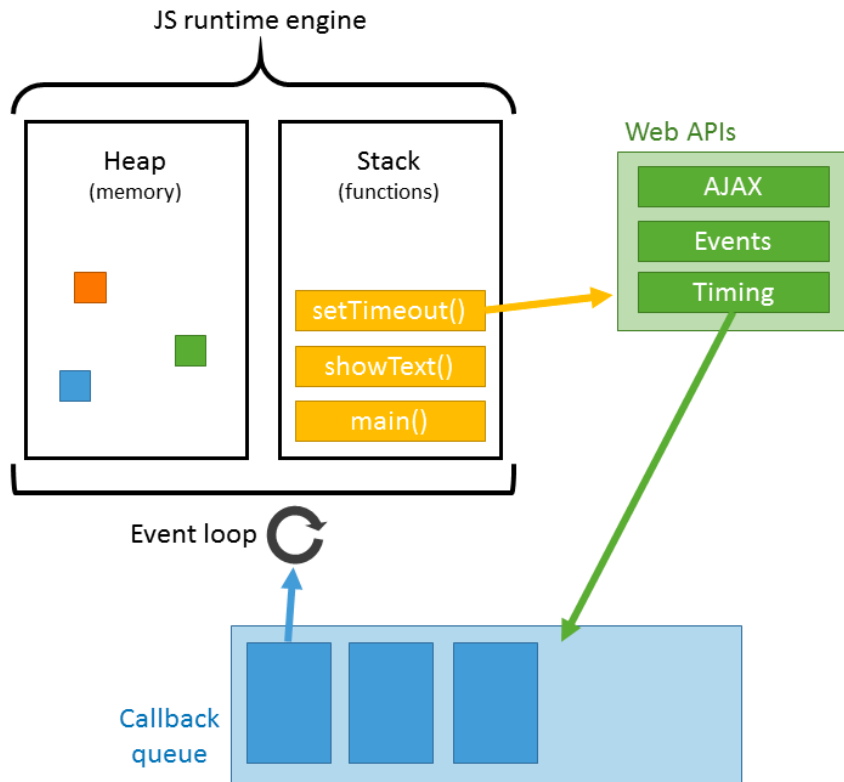 JS runtime engine
Heap
(memory)
Stack
(functions)
setTimeout()
showText()
main()
Web APIs
AJAX
Events
Timing
Event loop
Callback
queue